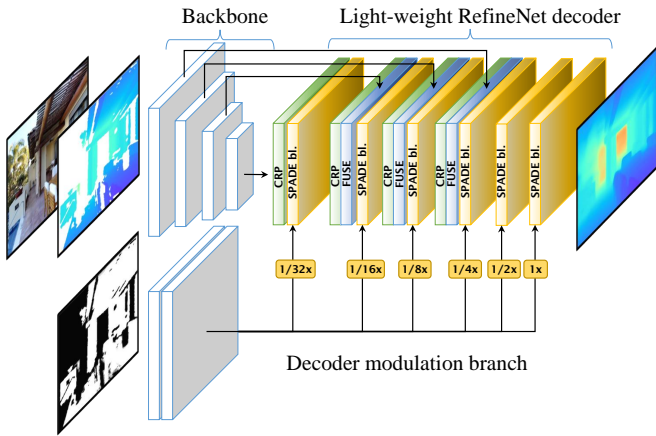 Backbone
Light-weight RefineNet decoder
CRP
SPADE bl.
CRP
FUSE
SPADE bl.
CRP
FUSE
SPADE bl.
CRP
FUSE
SPADE bl.
SPADE bl.
SPADE bl.
1/32x
1/16x
1/8x
1/4x
1/2x
1x
Decoder modulation branch